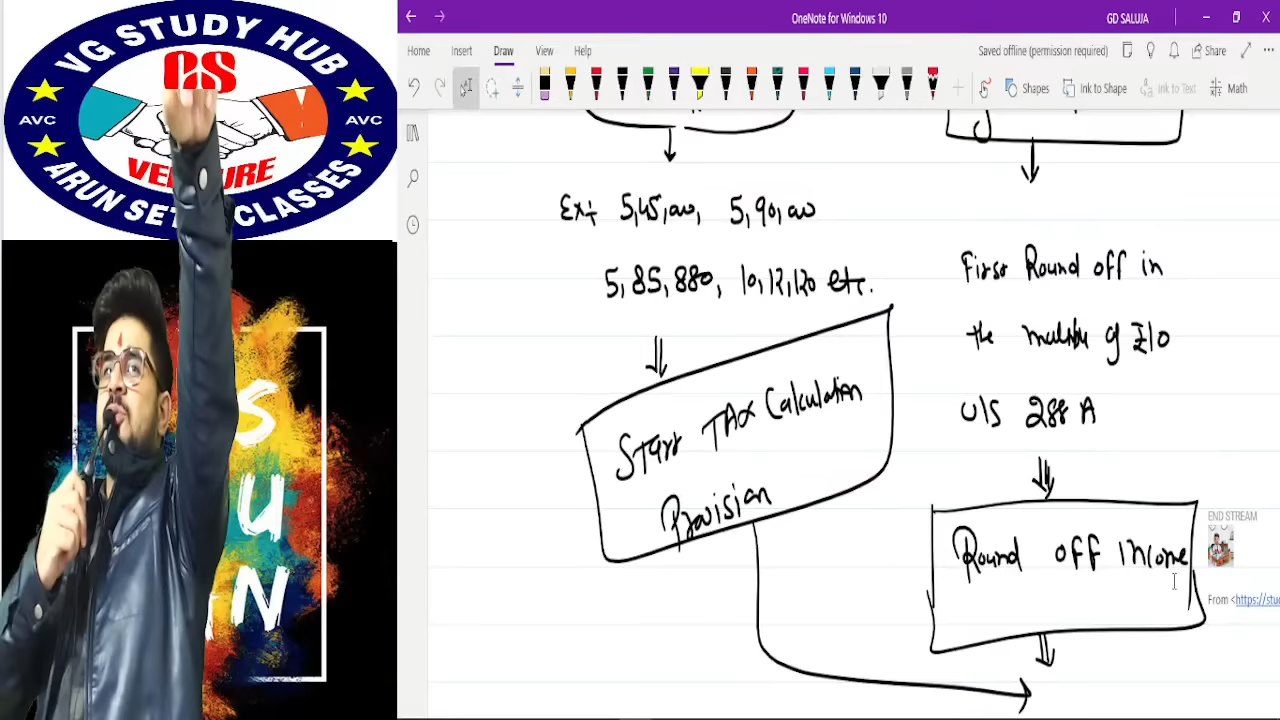 VG STUDY HUB
CS
AVC
AVC
VENTURE
ARUN SET CLASSES
S
U
N
OneNote for Windows 10
GD SALUJA
Home
Insert
Draw
View
Help
Saved offline (permission required)
Share
Shapes
Ink to Shape
Ink to Text
Math
Ex:- 5,45,000, 5,90,000
5,85,880, 10,12,120 etc.
Start TAX Calculation
Provision
First Round off in
the multiple of ₹10
U/S 288 A
Round off Income
END STREAM
From <https://stu